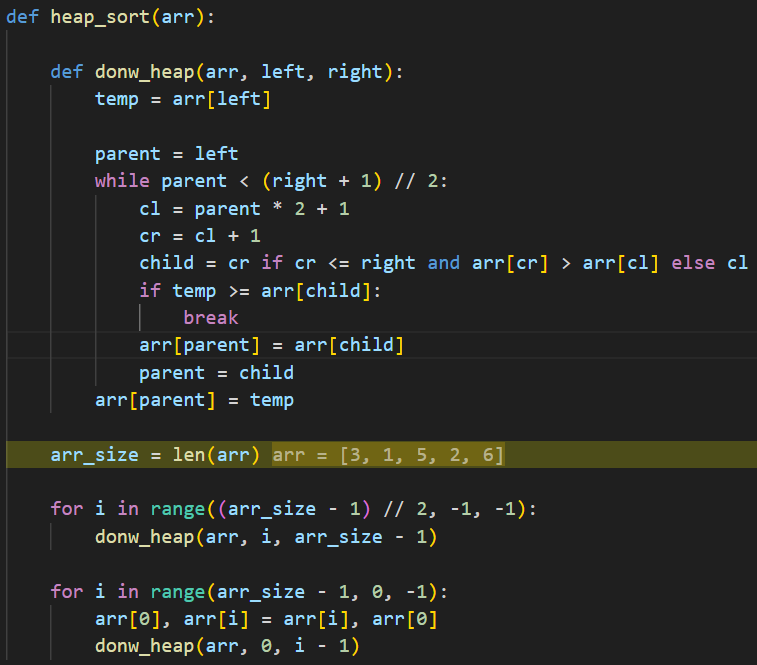 def heap_sort(arr):
def donw_heap(arr, left, right):
temp = arr[left]
parent = left
while parent < (right + 1) // 2:
cl = parent * 2 + 1
cr = cl + 1
child = cr if cr <= right and arr[cr] > arr[cl] else cl
if temp >= arr[child]:
break
arr[parent] = arr[child]
parent = child
arr[parent] = temp
arr_size = len(arr) arr = [3, 1, 5, 2, 6]
for i in range((arr_size - 1) // 2, -1, -1):
donw_heap(arr, i, arr_size - 1)
for i in range(arr_size - 1, 0, -1):
arr[0], arr[i] = arr[i], arr[0]
donw_heap(arr, 0, i - 1)